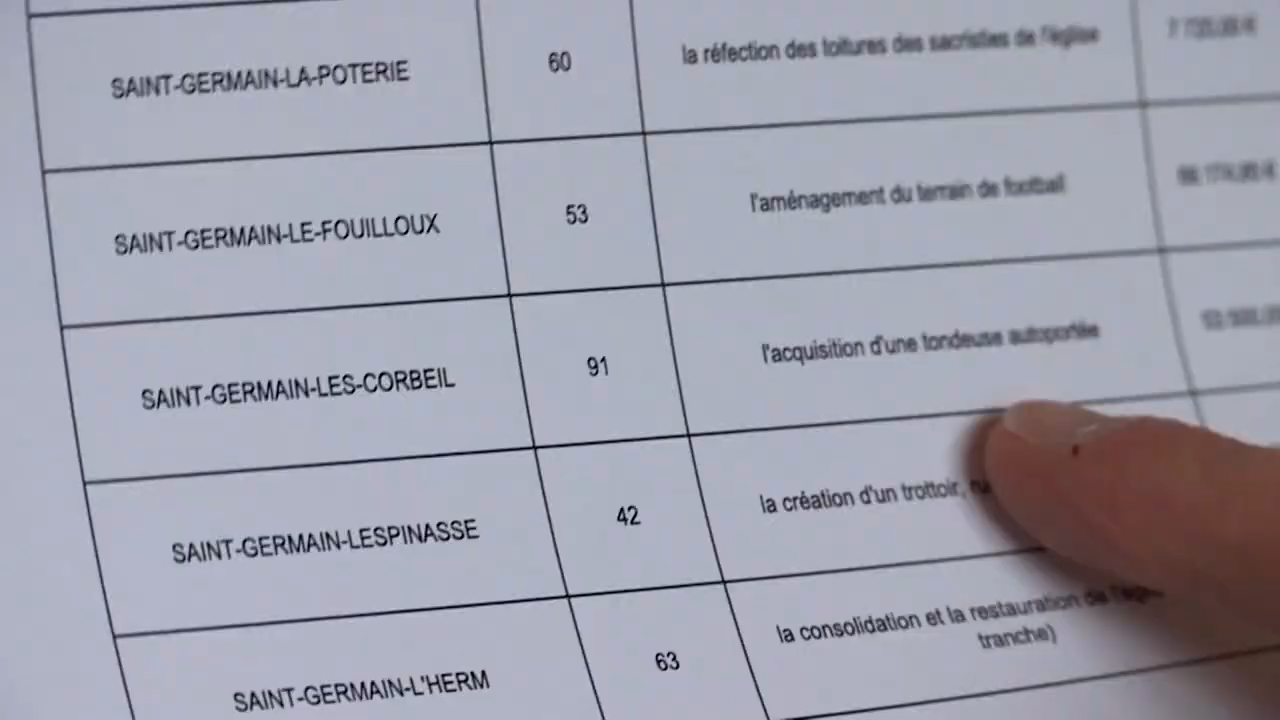 SAINT-GERMAIN-LA-POTERIE 60 la réfection des toitures des sacristies de l'église
SAINT-GERMAIN-LE-FOUILLOUX 53 l'aménagement du terrain de football
SAINT-GERMAIN-LES-CORBEIL 91 l'acquisition d'une tondeuse autoportée
SAINT-GERMAIN-LESPINASSE 42 la création d'un trottoir,
SAINT-GERMAIN-L'HERM 63 la consolidation et la restauration de
tranche)